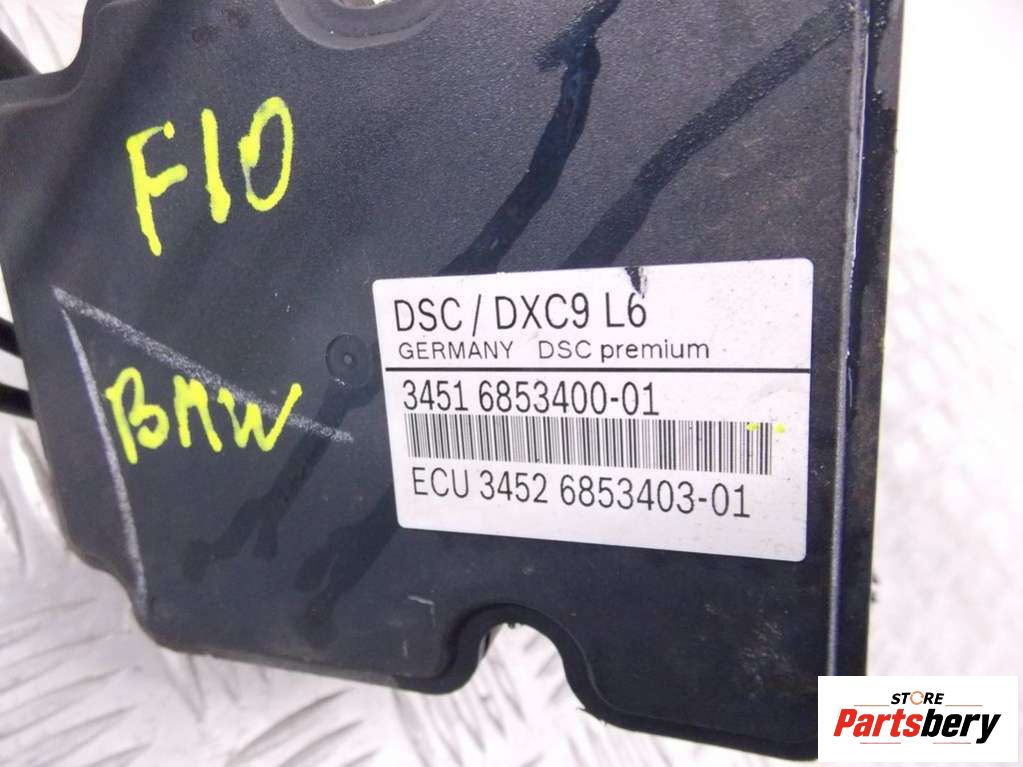 F10
BMW
DSC / DXC9 L6
GERMANY DSC premium
3451 6853400-01
ECU 3452 6853403-01
STORE
Partsbery